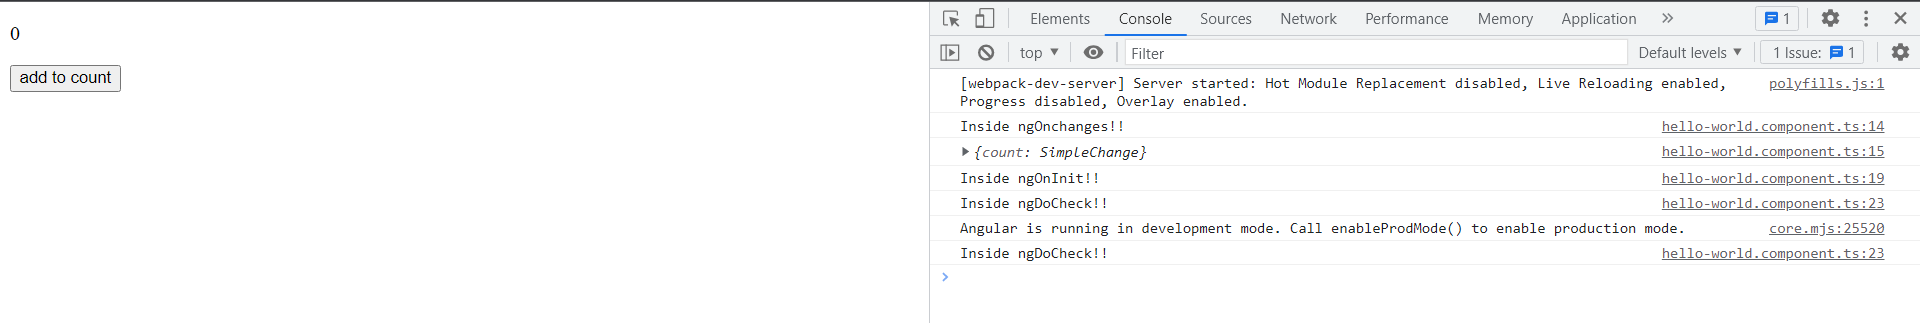 0
add to count
Elements Console Sources Network Performance Memory Application 1
top Filter Default levels 1 Issue: 1
[webpack-dev-server] Server started: Hot Module Replacement disabled, Live Reloading enabled, polyfills.js:1
Progress disabled, Overlay enabled.
Inside ngOnchanges!! hello-world.component.ts:14
{count: SimpleChange} hello-world.component.ts:15
Inside ngOnInit!! hello-world.component.ts:19
Inside ngDoCheck!! hello-world.component.ts:23
Angular is running in development mode. Call enableProdMode() to enable production mode. core.mjs:25520
Inside ngDoCheck!! hello-world.component.ts:23